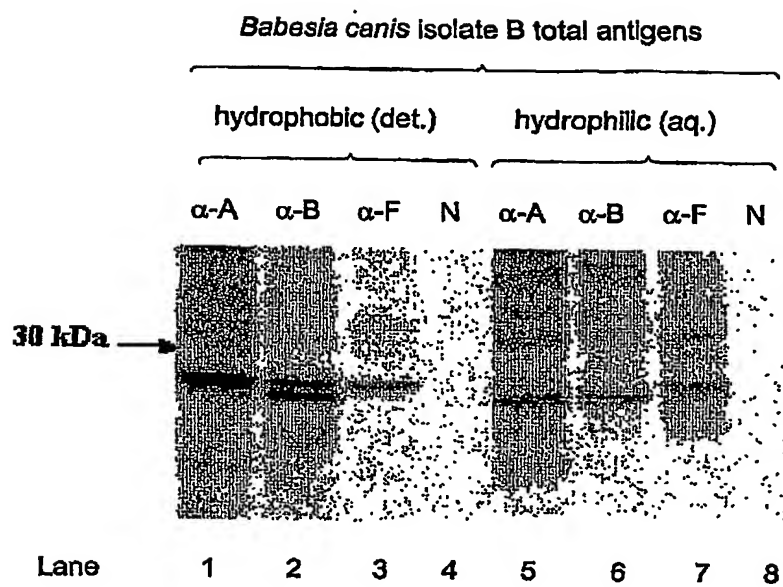 Babesia canis isolate B total antigens
hydrophobic (det.) hydrophilic (aq.)
α-A α-B α-F N α-A α-B α-F N
30 kDa
Lane 1 2 3 4 5 6 7 8